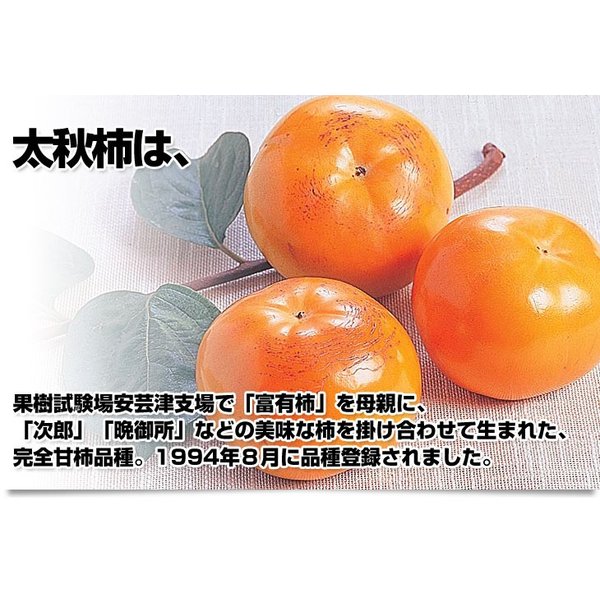 太秋柿は、
果樹試験場安芸津支場で「富有柿」を母親に、
「次郎」「晩御所」などの美味な柿を掛け合わせて生まれた、
完全甘柿品種。1994年8月に品種登録されました。